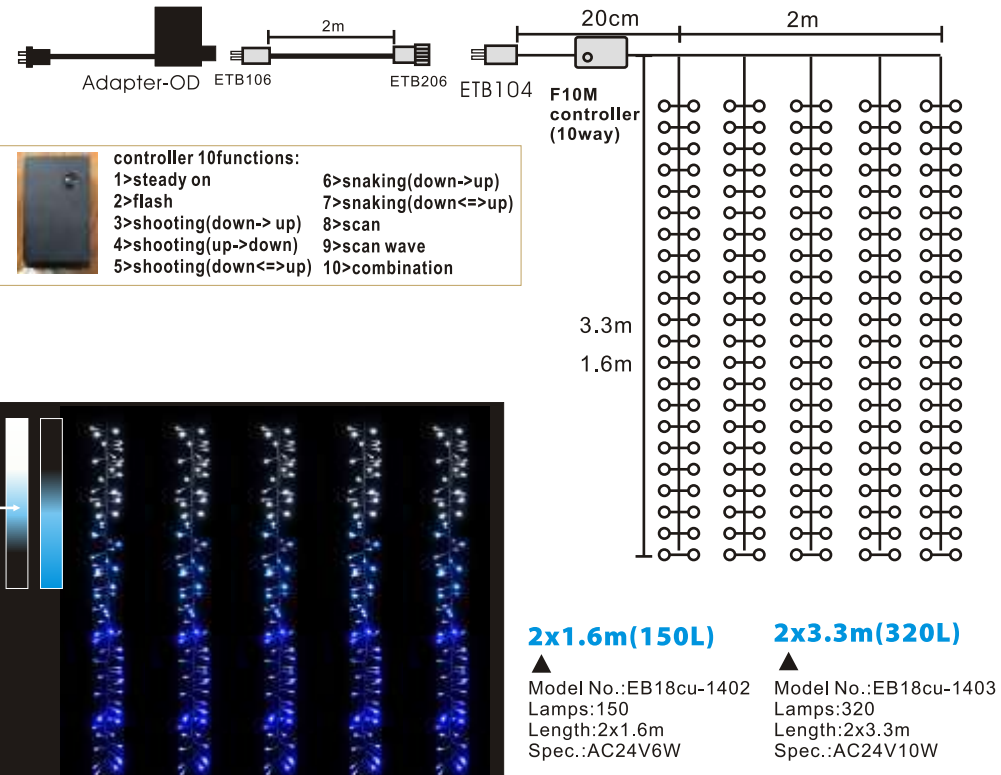 20cm
2m
2m
Adapter-OD
ETB106
ETB206
ETB104
F10M
controller
(10way)
controller 10functions:
1>steady on
2>flash
3>shooting(down-> up)
4>shooting(up->down)
5>shooting(down<=>up)
6>snaking(down->up)
7>snaking(down<=>up)
8>scan
9>scan wave
10>combination
3.3m
1.6m
2x1.6m(150L)
Model No.:EB18cu-1402
Lamps:150
Length:2x1.6m
Spec.:AC24V6W
2x3.3m(320L)
Model No.:EB18cu-1403
Lamps:320
Length:2x3.3m
Spec.:AC24V10W